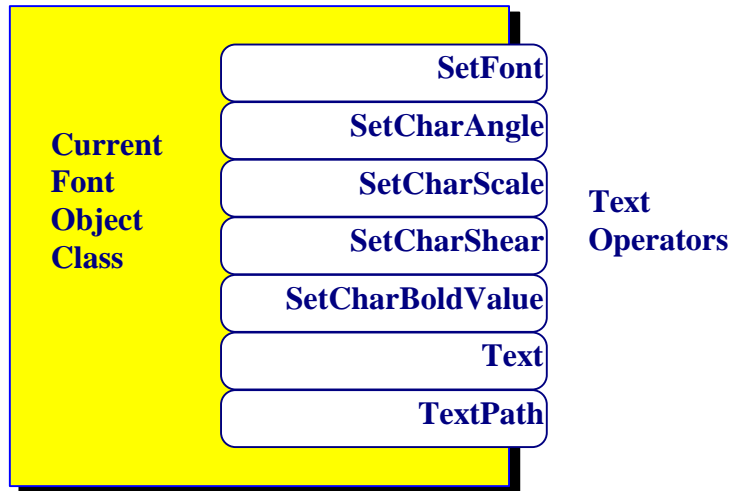 Current
Font
Object
Class
SetFont
SetCharAngle
SetCharScale
SetCharShear
SetCharBoldValue
Text
TextPath
Text
Operators